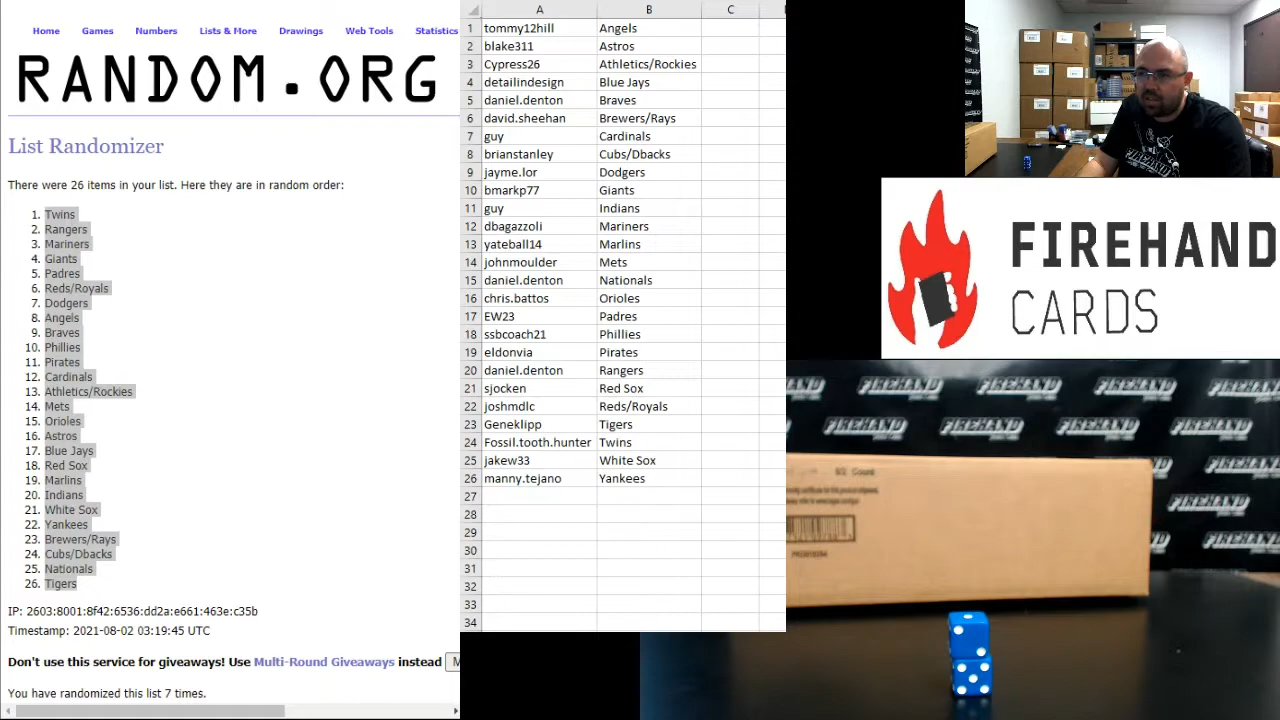 Home Games Numbers Lists & More Drawings Web Tools Statistics
RANDOM.ORG
List Randomizer
There were 26 items in your list. Here they are in random order:
1. Twins
2. Rangers
3. Mariners
4. Giants
5. Padres
6. Reds/Royals
7. Dodgers
8. Angels
9. Braves
10. Phillies
11. Pirates
12. Cardinals
13. Athletics/Rockies
14. Mets
15. Orioles
16. Astros
17. Blue Jays
18. Red Sox
19. Marlins
20. Indians
21. White Sox
22. Yankees
23. Brewers/Rays
24. Cubs/Dbacks
25. Nationals
26. Tigers
IP: 2603:8001:8f42:6536:dd2a:e661:463e:c35b
Timestamp: 2021-08-02 03:19:45 UTC
Don't use this service for giveaways! Use Multi-Round Giveaways instead
You have randomized this list 7 times.
A B C
1 tommy12hill Angels
2 blake311 Astros
3 Cypress26 Athletics/Rockies
4 detailindesign Blue Jays
5 daniel.denton Braves
6 david.sheehan Brewers/Rays
7 guy Cardinals
8 brianstanley Cubs/Dbacks
9 jayme.lor Dodgers
10 bmarkp77 Giants
11 guy Indians
12 dbagazzoli Mariners
13 yateball14 Marlins
14 johnmoulder Mets
15 daniel.denton Nationals
16 chris.battos Orioles
17 EW23 Padres
18 ssbcoach21 Phillies
19 eldonvia Pirates
20 daniel.denton Rangers
21 sjocken Red Sox
22 joshmdlc Reds/Royals
23 Geneklipp Tigers
24 Fossil.tooth.hunter Twins
25 jakew33 White Sox
26 manny.tejano Yankees
27
28
29
30
31
32
33
34
FIREHAND
CARDS
FIREHAND FIREHAND FIREHAND
FIREHAND FIREHAND FIREHAND FIREHAND
Count
FIREHAND
FIREHAND